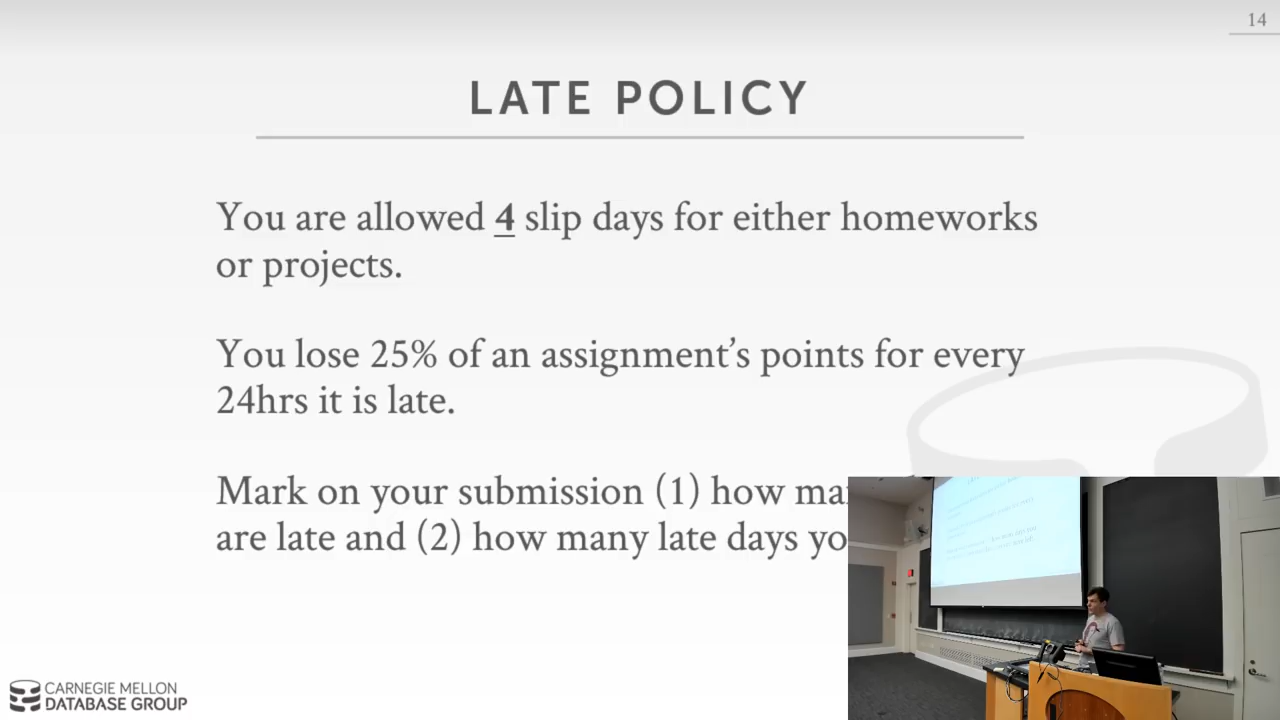 14
LATE POLICY
You are allowed 4 slip days for either homeworks
or projects.
You lose 25% of an assignment’s points for every
24hrs it is late.
Mark on your submission (1) how
are late and (2) how many late days
CARNEGIE MELLON
DATABASE GROUP